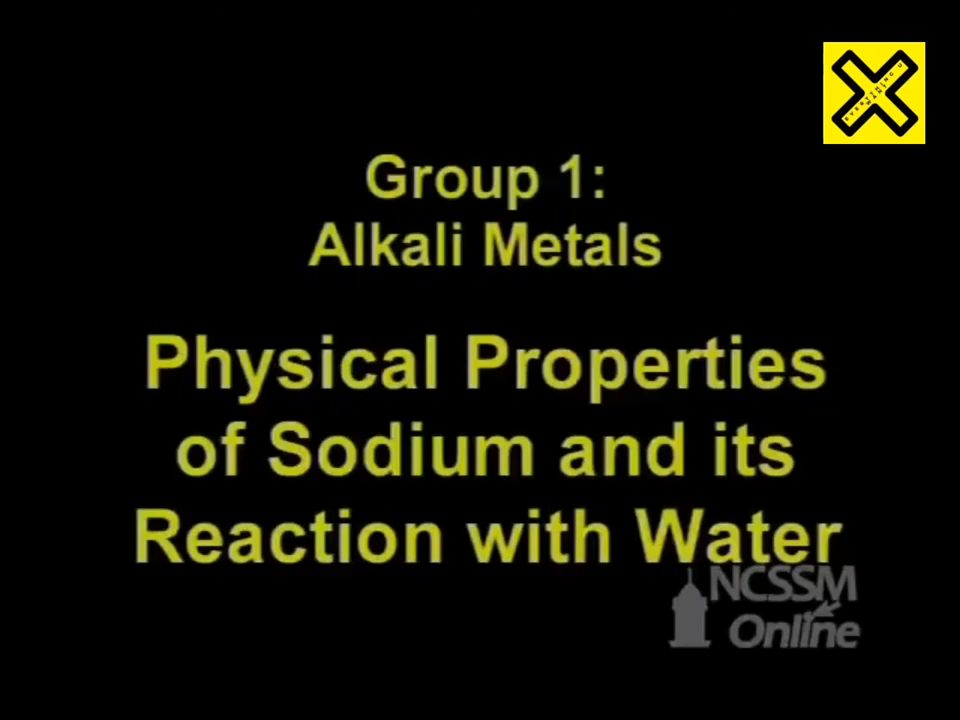 Group 1:
Alkali Metals
Physical Properties
of Sodium and its
Reaction with Water
NCSSM
Online